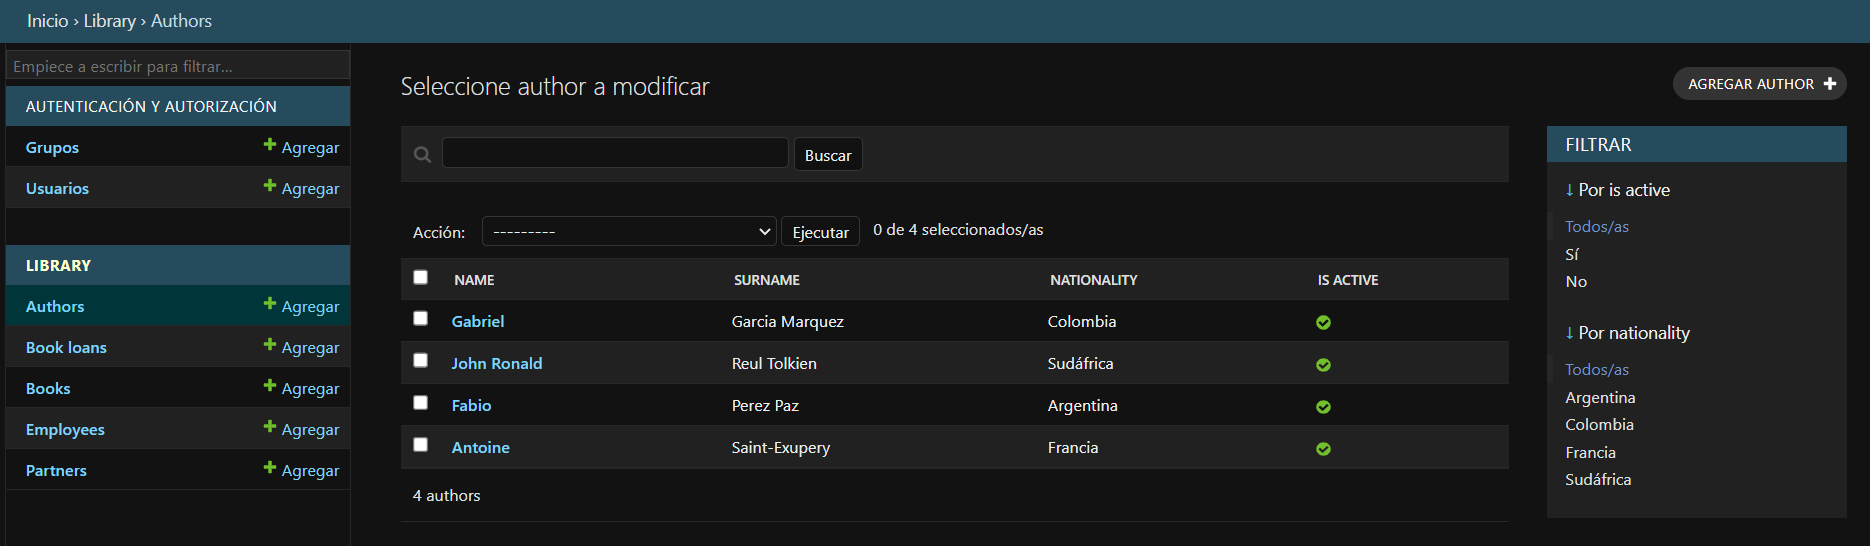 Inicio › Library › Authors
Empiece a escribir para filtrar...
AUTENTICACIÓN Y AUTORIZACIÓN
Grupos Agregar
Usuarios Agregar
LIBRARY
Authors Agregar
Book loans Agregar
Books Agregar
Employees Agregar
Partners Agregar
Seleccione author a modificar
AGREGAR AUTHOR
Buscar
Acción: --------- Ejecutar 0 de 4 seleccionados/as
NAME SURNAME NATIONALITY IS ACTIVE
Gabriel Garcia Marquez Colombia
John Ronald Reul Tolkien Sudáfrica
Fabio Perez Paz Argentina
Antoine Saint-Exupery Francia
4 authors
FILTRAR
↓ Por is active
Todos/as
Sí
No
↓ Por nationality
Todos/as
Argentina
Colombia
Francia
Sudáfrica